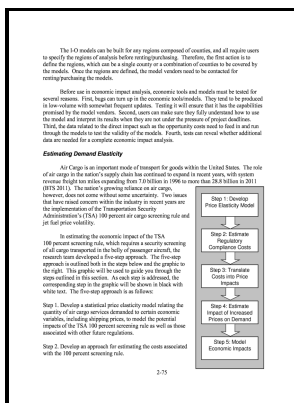 The I-O models can be built for any regions composed of counties, and all require users
to specify the regions of analysis before renting/purchasing. Therefore, the first action is to
define the regions, which can be a single county or a combination of counties to be covered by
the models. Once the regions are defined, the model vendors need to be contacted for
renting/purchasing the models.
Before use in economic impact analysis, economic tools and models must be tested for
several reasons. First, bugs can turn up in the economic tools/models. They tend to be produced
in low-volume with somewhat frequent updates. Testing it will ensure that it has the capabilities
promised by the model vendors. Second, users can make sure they fully understand how to use
the model and interpret its results when they are not under the pressure of project deadlines.
Third, the data related to the direct impact such as the opportunity costs need to feed to and run
through the models to test the validity of the models. Fourth, tests can reveal whether additional
data are needed for a complete economic impact analysis.
Estimating Demand Elasticity
Air Cargo is an important mode of transport for goods within the United States. The role
of air cargo in the nation's supply chain has continued to expand in recent years, with system
revenue freight ton miles expanding from 7.0 billion in 1996 to more than 28.8 billion in 2011
(BTS 2011). The nation's growing reliance on air cargo,
however, does not come without some uncertainty. Two issues
that have raised concern within the industry in recent years are
the implementation of the Transportation Security
Administration's (TSA) 100 percent air cargo screening rule and
jet fuel price volatility.
In estimating the economic impact of the TSA
100 percent screening rule, which requires a security screening
of all cargo transported in the belly of passenger aircraft, the
research team developed a five-step approach. The five-step
approach is outlined both in the steps below and the graphic to
the right. This graphic will be used to guide you through the
steps outlined in this section. As each step is addressed, the
corresponding step in the graphic will be shown in black with
white text. The five-step approach is as follows:
Step 1. Develop a statistical price elasticity model relating the
quantity of air cargo services demanded to certain economic
variables, including shipping prices, to model the potential
impacts of the TSA 100 percent screening rule as well as those
associated with other future regulations.
Step 2. Develop an approach for estimating the costs associated
with the 100 percent screening rule.
Step 1: Develop
Price Elasticity Model
Step 2: Estimate
Regulatory
Compliance Costs
Step 3: Translate
Costs into Price
Impacts
Step 4: Estimate
Impact of Increased
Prices on Demand
Step 5: Model
Economic Impacts
2-75